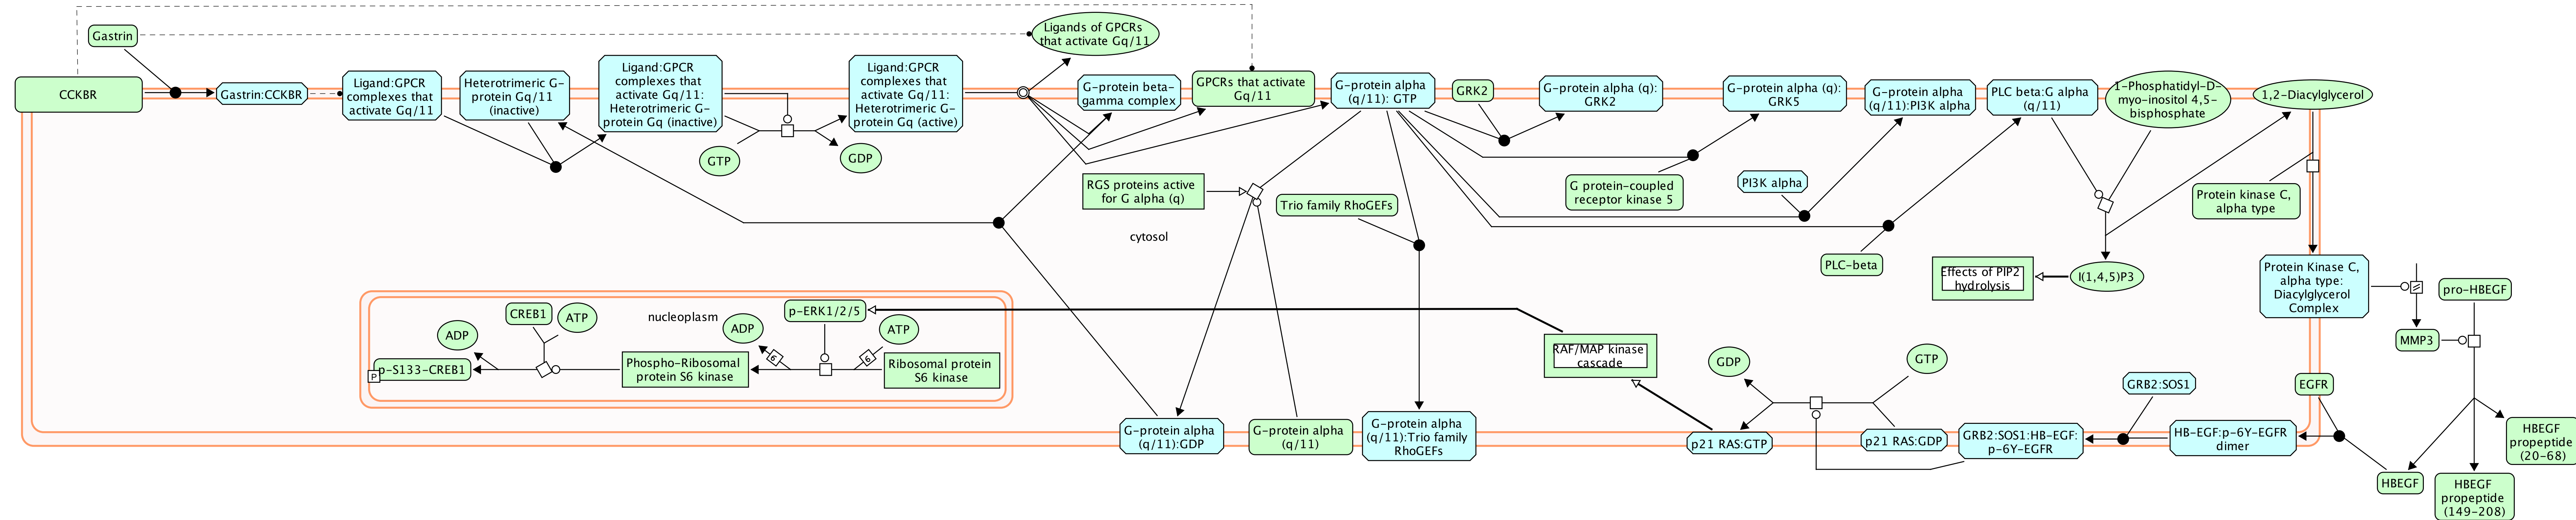 Gastrin
Ligands of GPCRs
that activate Gq/11
CCKBR
Gastrin:CCKBR
Ligand:GPCR
complexes that
activate Gq/11
Heterotrimeric G-
protein Gq/11
(inactive)
Ligand:GPCR
complexes that
activate Gq/11:
Heterotrimeric G-
protein Gq (inactive)
GTP
GDP
Ligand:GPCR
complexes that
activate Gq/11:
Heterotrimeric G-
protein Gq (active)
G-protein beta-
gamma complex
GPCRs that activate
Gq/11
G-protein alpha
(q/11): GTP
GRK2
G-protein alpha (q):
GRK2
G-protein alpha (q):
GRK5
G-protein alpha
(q/11):PI3K alpha
PLC beta:G alpha
(q/11)
1-Phosphatidyl-D-
myo-inositol 4,5-
bisphosphate
1,2-Diacylglycerol
RGS proteins active
for G alpha (q)
Trio family RhoGEFs
G protein-coupled
receptor kinase 5
PI3K alpha
Protein kinase C,
alpha type
cytosol
PLC-beta
Effects of PIP2
hydrolysis
I(1,4,5)P3
Protein Kinase C,
alpha type:
Diacylglycerol
Complex
pro-HBEGF
MMP3
CREB1
ATP
nucleoplasm
ADP
p-ERK1/2/5
ATP
ADP
6
6
p-S133-CREB1
P
Phospho-Ribosomal
protein S6 kinase
Ribosomal protein
S6 kinase
RAF/MAP kinase
cascade
GDP
GTP
GRB2:SOS1
EGFR
G-protein alpha
(q/11):GDP
G-protein alpha
(q/11)
G-protein alpha
(q/11):Trio family
RhoGEFs
p21 RAS:GTP
p21 RAS:GDP
GRB2:SOS1:HB-EGF:
p-6Y-EGFR
HB-EGF:p-6Y-EGFR
dimer
HBEGF
HBEGF
propeptide
(149-208)
HBEGF
propeptide
(20-68)